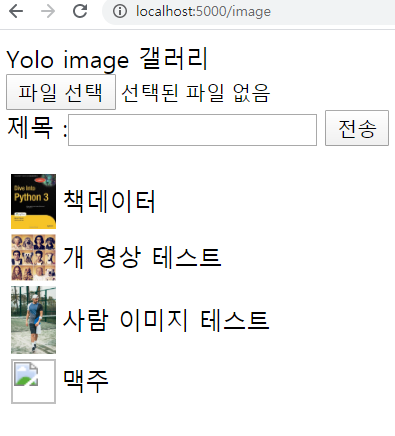 localhost:5000/image
Yolo image 갤러리
파일 선택 선택된 파일 없음
제목 : 전송
Dive Into
Python 3
책데이터
개 영상 테스트
사람 이미지 테스트
맥주